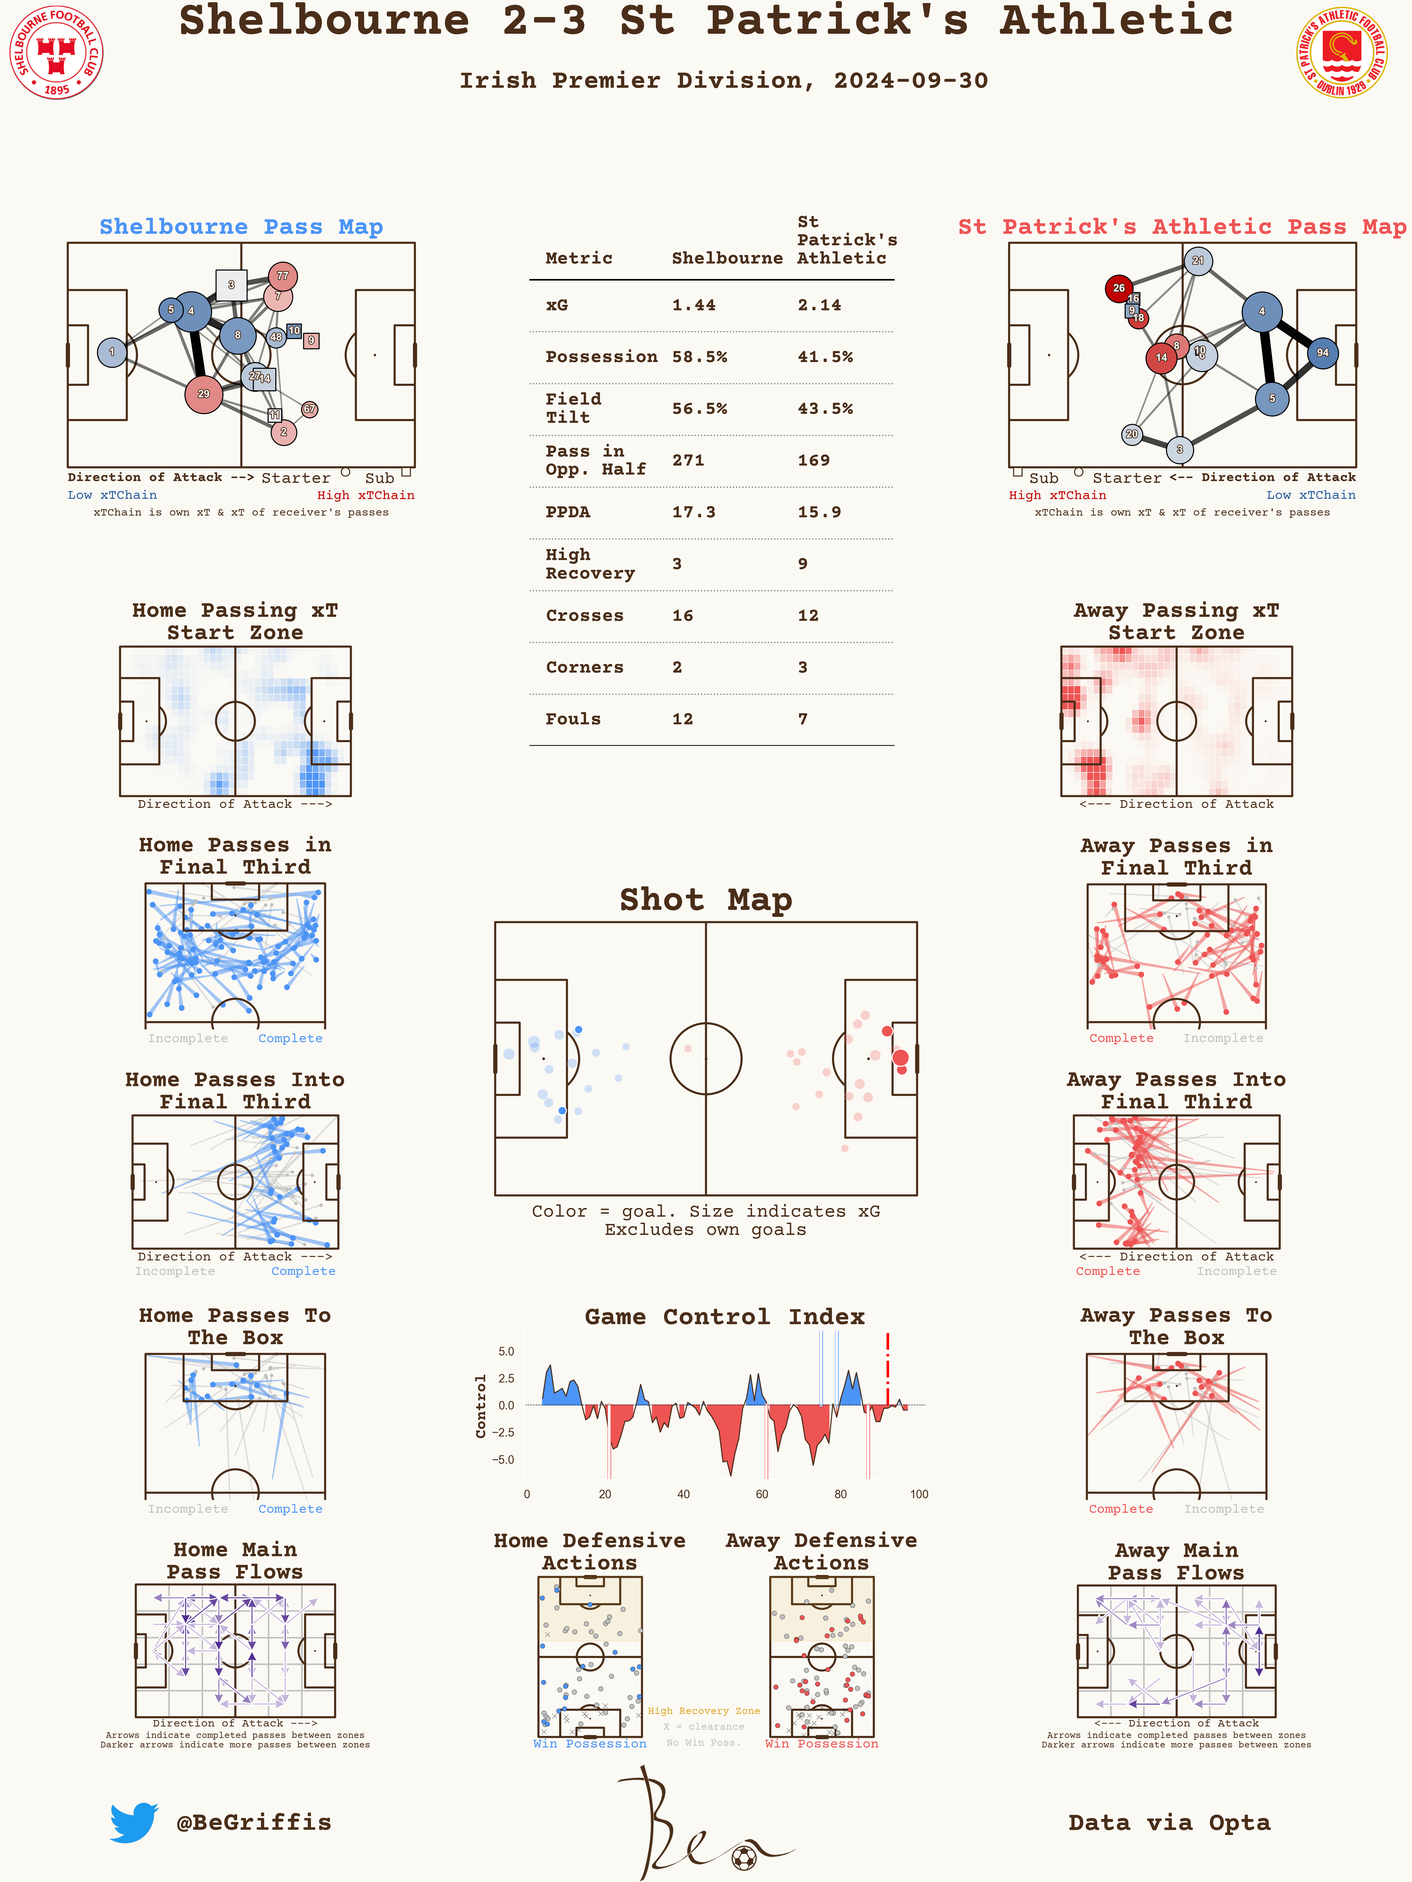 Shelbourne 2-3 St Patrick's Athletic
Irish Premier Division, 2024-09-30
SHELBOURNE FOOTBALL CLUB
1895
ST PATRICK'S ATHLETIC FOOTBALL CLUB
DUBLIN 1929
Shelbourne Pass Map
1
5
4
3
77
7
8
48
10
9
27
14
29
11
67
2
Direction of Attack --> Starter Sub
Low xTChain High xTChain
xTChain is own xT & xT of receiver's passes
Metric Shelbourne St Patrick's Athletic
xG 1.44 2.14
Possession 58.5% 41.5%
Field Tilt 56.5% 43.5%
Pass in Opp. Half 271 169
PPDA 17.3 15.9
High Recovery 3 9
Crosses 16 12
Corners 2 3
Fouls 12 7
St Patrick's Athletic Pass Map
21
26
16
9
18
4
8
14
10
94
5
20
3
Sub Starter <-- Direction of Attack
High xTChain Low xTChain
xTChain is own xT & xT of receiver's passes
Home Passing xT
Start Zone
Direction of Attack --->
Away Passing xT
Start Zone
<--- Direction of Attack
Home Passes in
Final Third
Incomplete Complete
Away Passes in
Final Third
Complete Incomplete
Shot Map
Color = goal. Size indicates xG
Excludes own goals
Home Passes Into
Final Third
Direction of Attack --->
Incomplete Complete
Away Passes Into
Final Third
<--- Direction of Attack
Complete Incomplete
Home Passes To
The Box
Incomplete Complete
Game Control Index
Control
5.0
2.5
0.0
−2.5
−5.0
0 20 40 60 80 100
Away Passes To
The Box
Complete Incomplete
Home Main
Pass Flows
Direction of Attack --->
Arrows indicate completed passes between zones
Darker arrows indicate more passes between zones
Home Defensive
Actions
Win Possession
High Recovery Zone
X = clearance
No Win Poss.
Away Defensive
Actions
Win Possession
Away Main
Pass Flows
<--- Direction of Attack
Arrows indicate completed passes between zones
Darker arrows indicate more passes between zones
@BeGriffis
Ben
Data via Opta